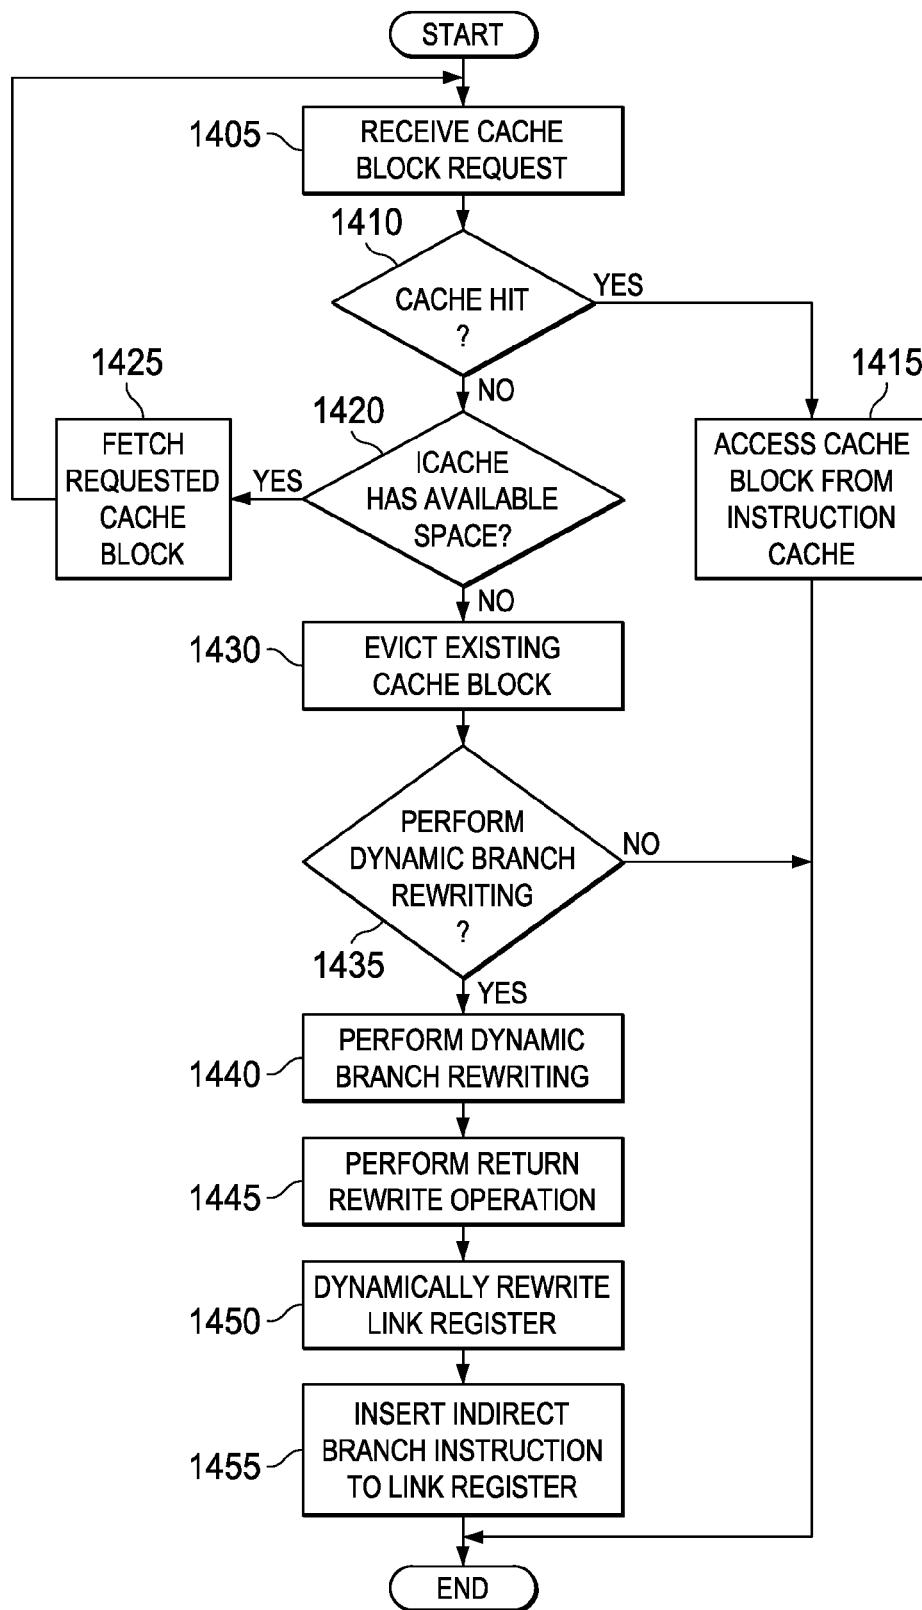 START
1405
RECEIVE CACHE
BLOCK REQUEST
1410
CACHE HIT
?
YES
NO
1425
FETCH
REQUESTED
CACHE
BLOCK
YES
1420
ICACHE
HAS AVAILABLE
SPACE?
NO
1415
ACCESS CACHE
BLOCK FROM
INSTRUCTION
CACHE
1430
EVICT EXISTING
CACHE BLOCK
PERFORM
DYNAMIC BRANCH
REWRITING
?
NO
1435
YES
1440
PERFORM DYNAMIC
BRANCH REWRITING
1445
PERFORM RETURN
REWRITE OPERATION
1450
DYNAMICALLY REWRITE
LINK REGISTER
1455
INSERT INDIRECT
BRANCH INSTRUCTION
TO LINK REGISTER
END